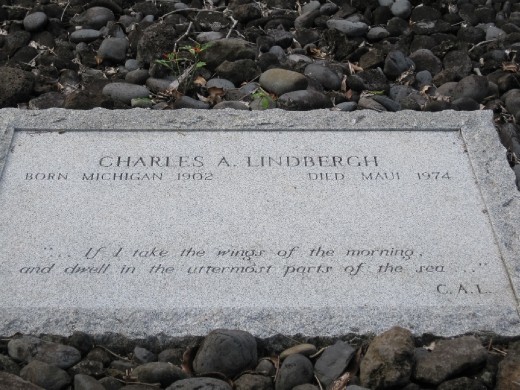 CHARLES A. LINDBERGH
BORN MICHIGAN 1902 DIED MAUI 1974
"... If I take the wings of the morning,
and dwell in the uttermost parts of the sea ..."
C.A.L.